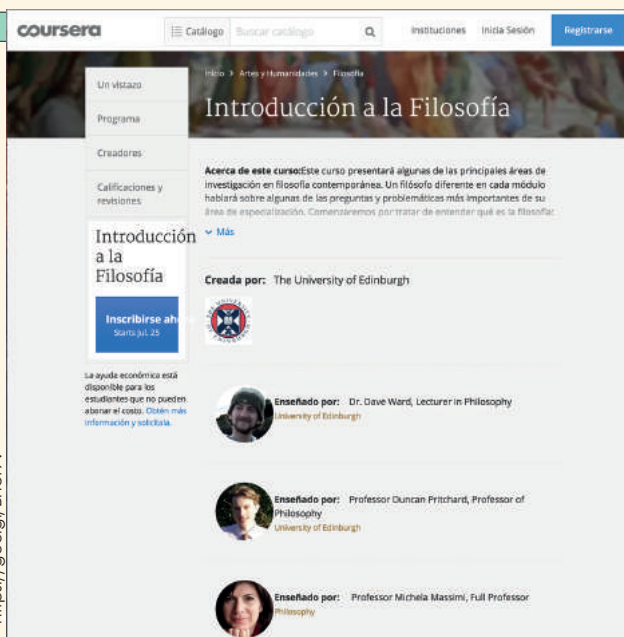 coursera
Catálogo
Buscar catálogo
Instituciones
Inicia Sesión
Registrarse
Inicio > Artes y Humanidades > Filosofía
Introducción a la Filosofía
Un vistazo
Programa
Creadores
Calificaciones y
revisiones
Introducción
a la
Filosofía
Inscribirse
Starts Jul. 25
La ayuda económica está
disponible para los
estudiantes que no pueden
abonar el costo. Obtén más
información y solicítala.
Acerca de este curso:Este curso presentará algunas de las principales áreas de
investigación en filosofía contemporánea. Un filósofo diferente en cada módulo
hablará sobre algunas de las preguntas y problemáticas más importantes de su
área de especialización. Comenzaremos por tratar de entender qué es la filosofía:
Más
Creada por: The University of Edinburgh
Enseñado por: Dr. Dave Ward, Lecturer in Philosophy
University of Edinburgh
Enseñado por: Professor Duncan Pritchard, Professor of
Philosophy
University of Edinburgh
Enseñado por: Professor Michela Massimi, Full Professor
Philosophy